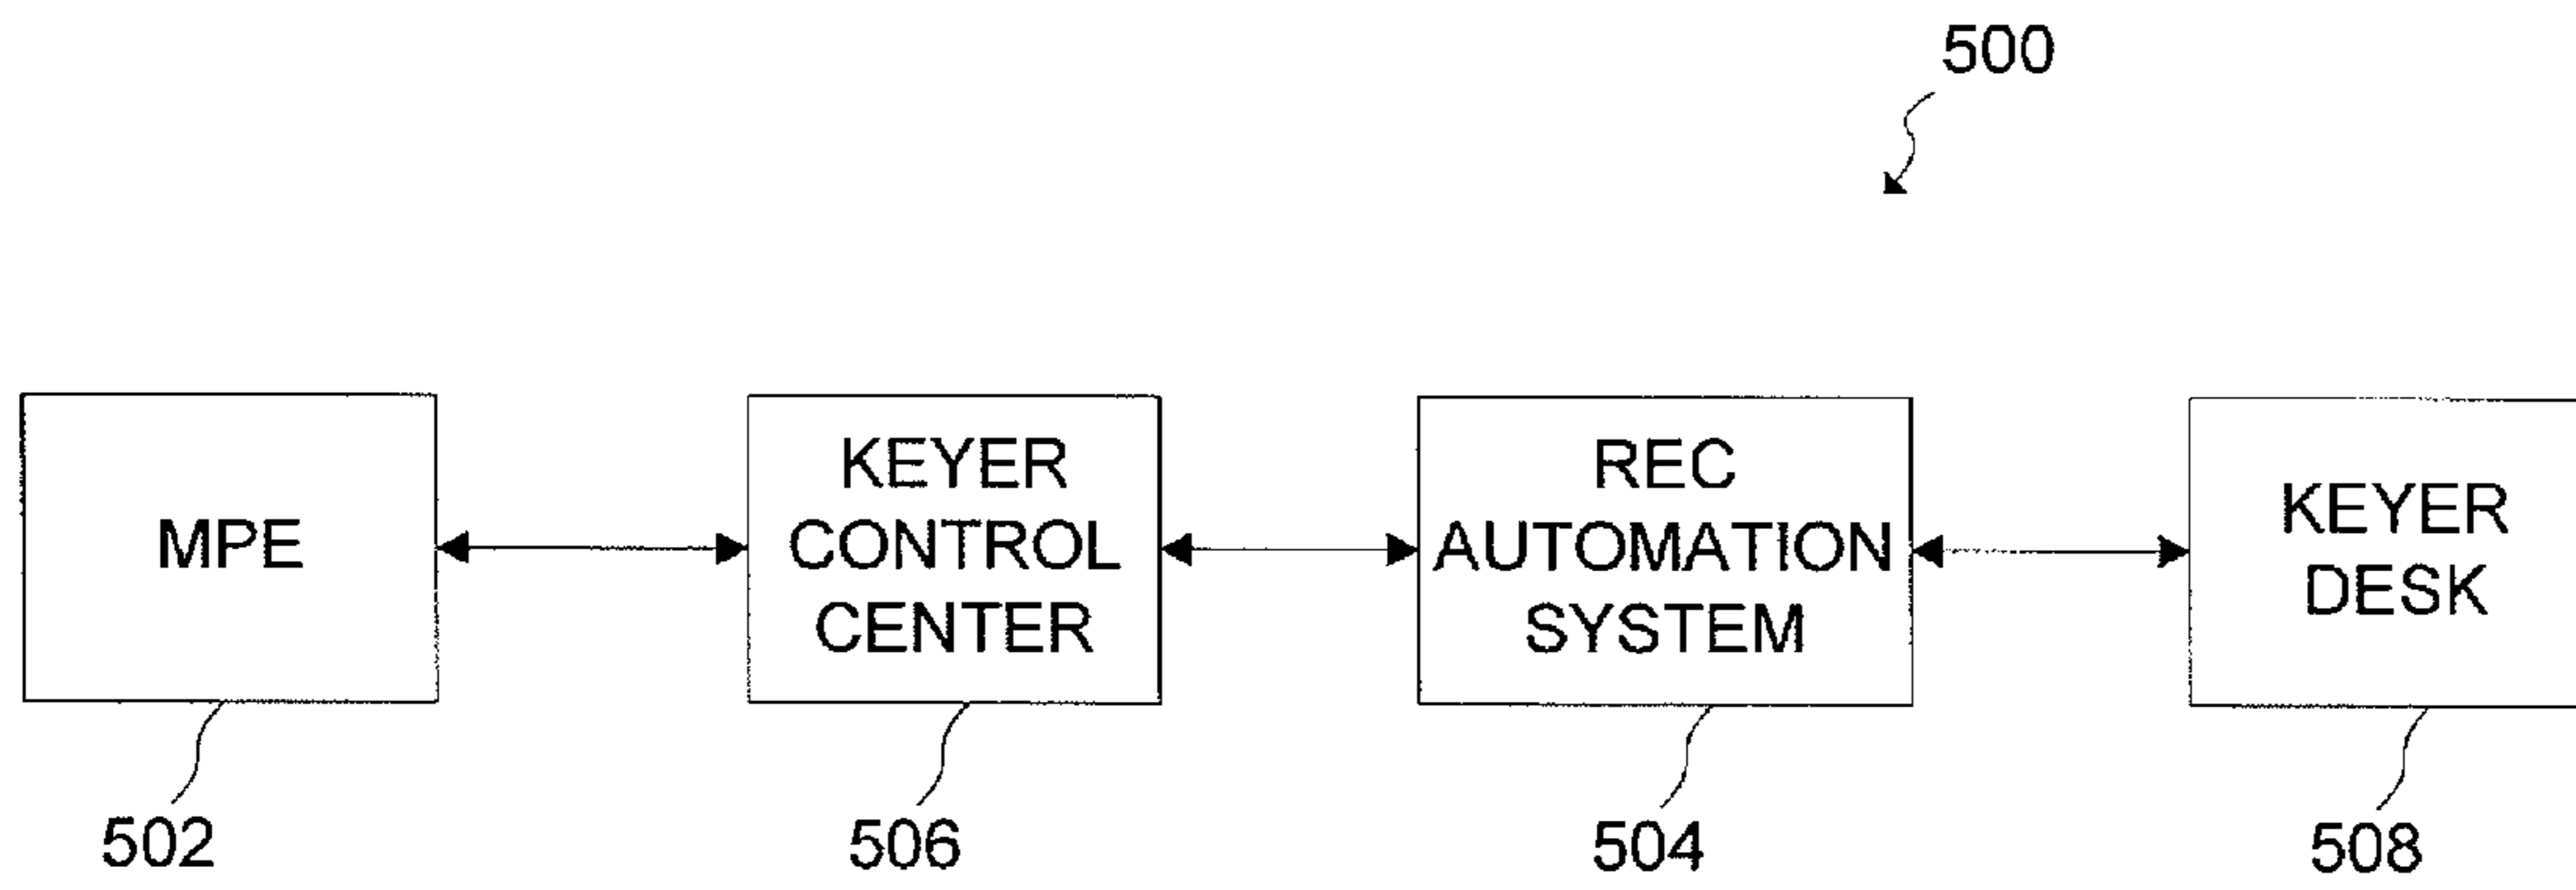 500
MPE
KEYER
CONTROL
CENTER
REC
AUTOMATION
SYSTEM
KEYER
DESK
502
506
504
508